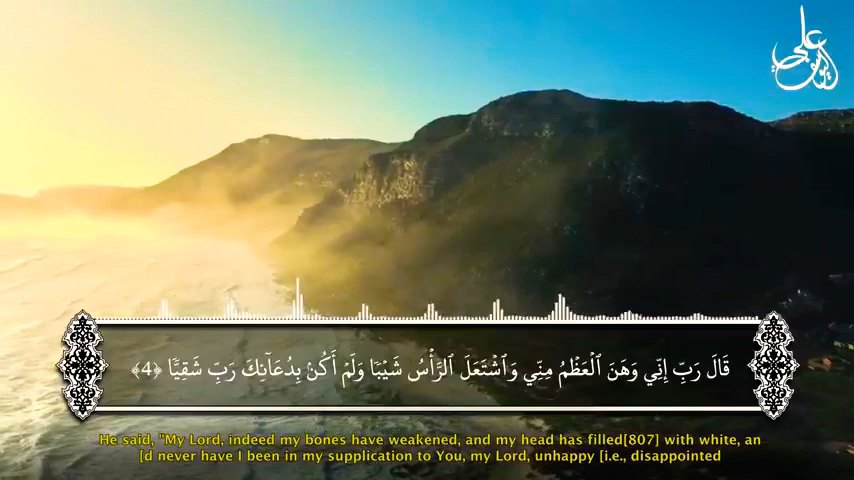 قَالَ رَبِّ إِنِّي وَهَنَ ٱلْعَظْمُ مِنِّي وَٱشْتَعَلَ ٱلرَّأْسُ شَيْبًا وَلَمْ أَكُنۢ بِدُعَآئِكَ رَبِّ شَقِيًّا ﴿4﴾
He said, "My Lord, indeed my bones have weakened, and my head has filled[807] with white, an
[d never have I been in my supplication to You, my Lord, unhappy [i.e., disappointed